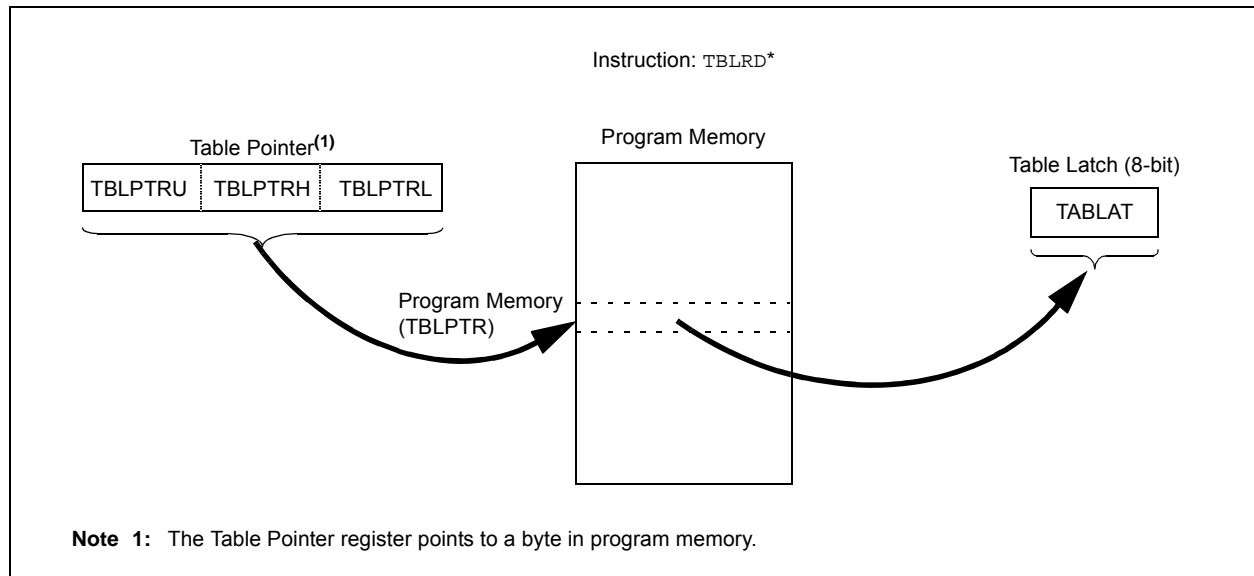 Instruction: TBLRD*
Table Pointer(1)
Program Memory
Table Latch (8-bit)
TBLPTRU TBLPTRH TBLPTRL
TABLAT
Program Memory
(TBLPTR)
Note 1: The Table Pointer register points to a byte in program memory.